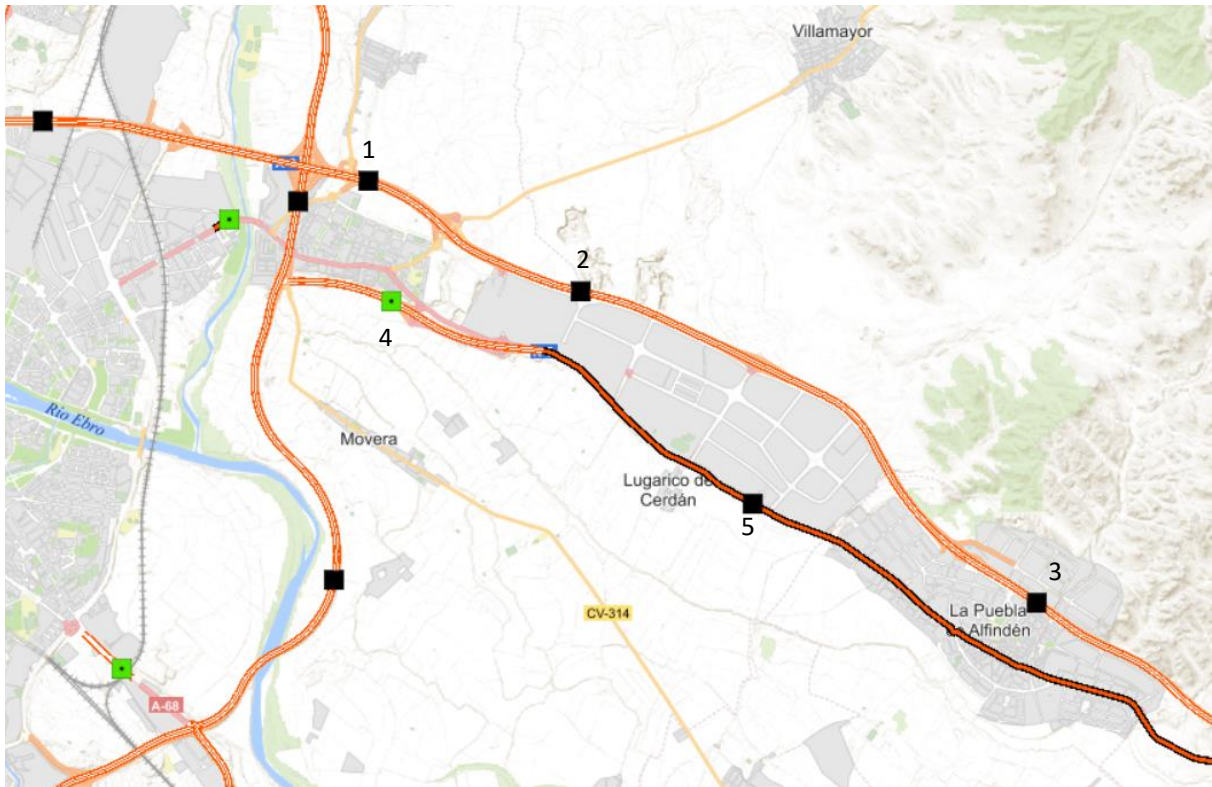 Villamayor
1
2
4
Río Ebro
Movera
Lugarico de
Cerdán
5
3
CV-314
La Puebla
de Alfindén
A-68